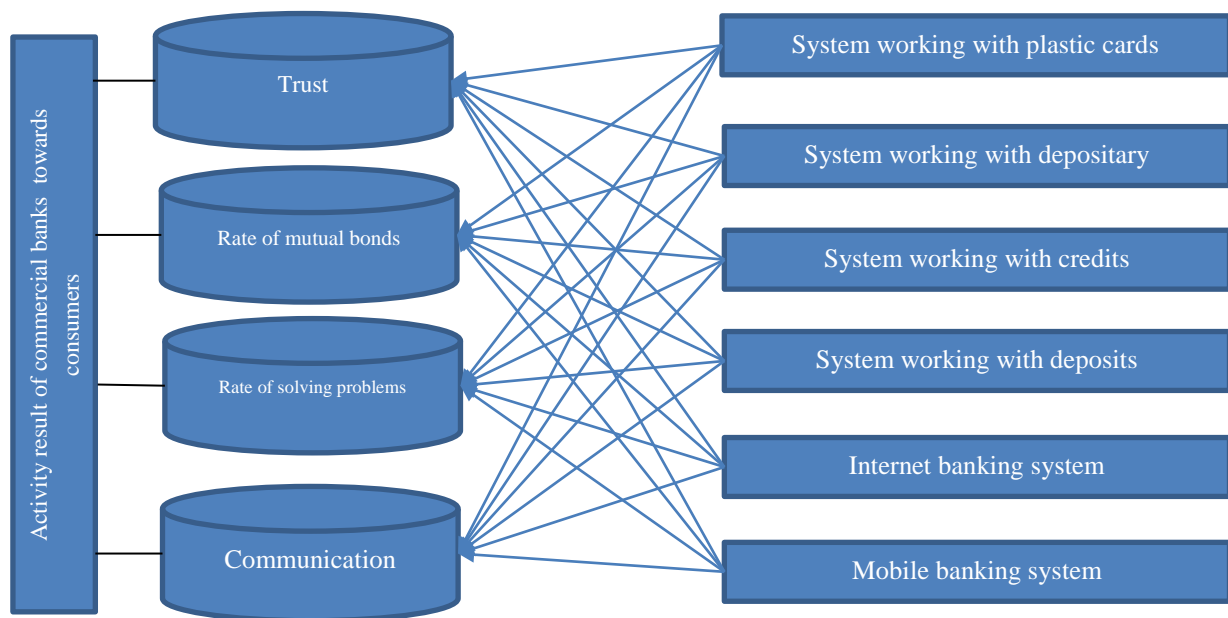 Activity result of commercial banks towards
consumers
Trust
Rate of mutual bonds
Rate of solving problems
Communication
System working with plastic cards
System working with depositary
System working with credits
System working with deposits
Internet banking system
Mobile banking system